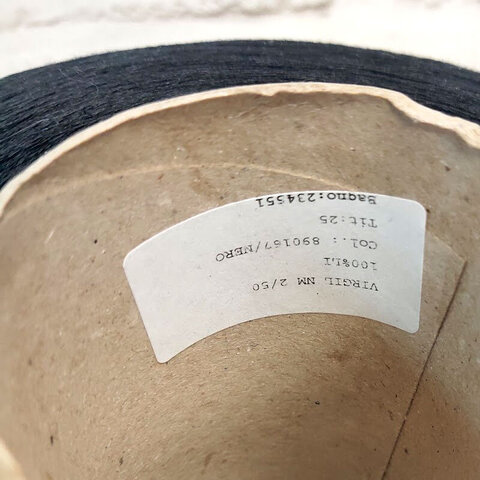 VIRGIL NM 2/50
100%LI
Col.: 890167/NERO
Tit:25
Bagno:234551